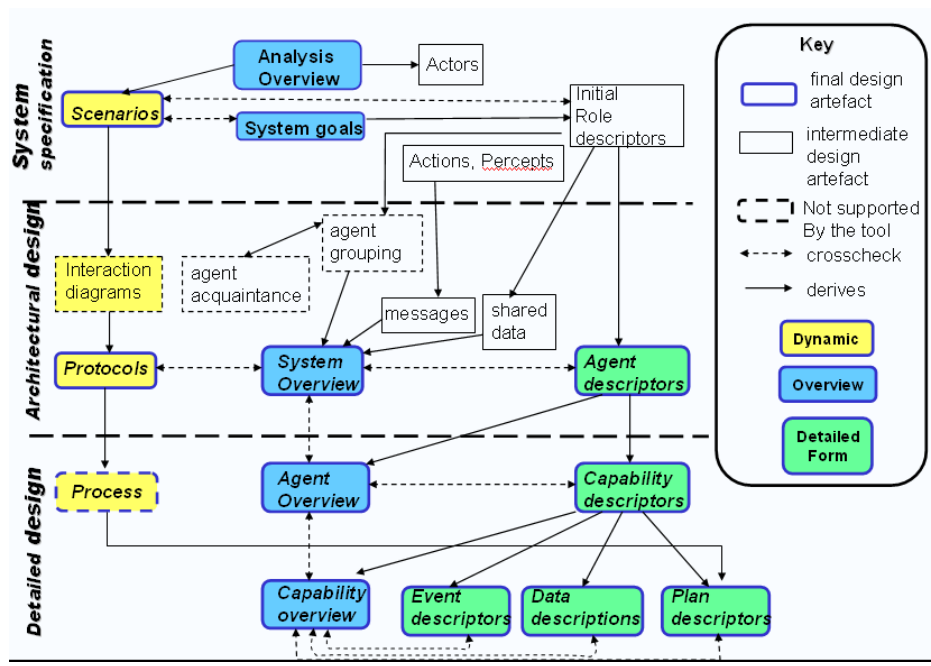 System
specification
Analysis
Overview
Actors
Scenarios
System goals
Initial
Role
descriptors
Actions, Percepts
Architectural design
Interaction
diagrams
agent
acquaintance
agent
grouping
messages
shared
data
Protocols
System
Overview
Agent
descriptors
Detailed design
Process
Agent
Overview
Capability
descriptors
Capability
overview
Event
descriptors
Data
descriptions
Plan
descriptors
Key
final design
artefact
intermediate
design
artefact
Not supported
By the tool
crosscheck
derives
Dynamic
Overview
Detailed
Form